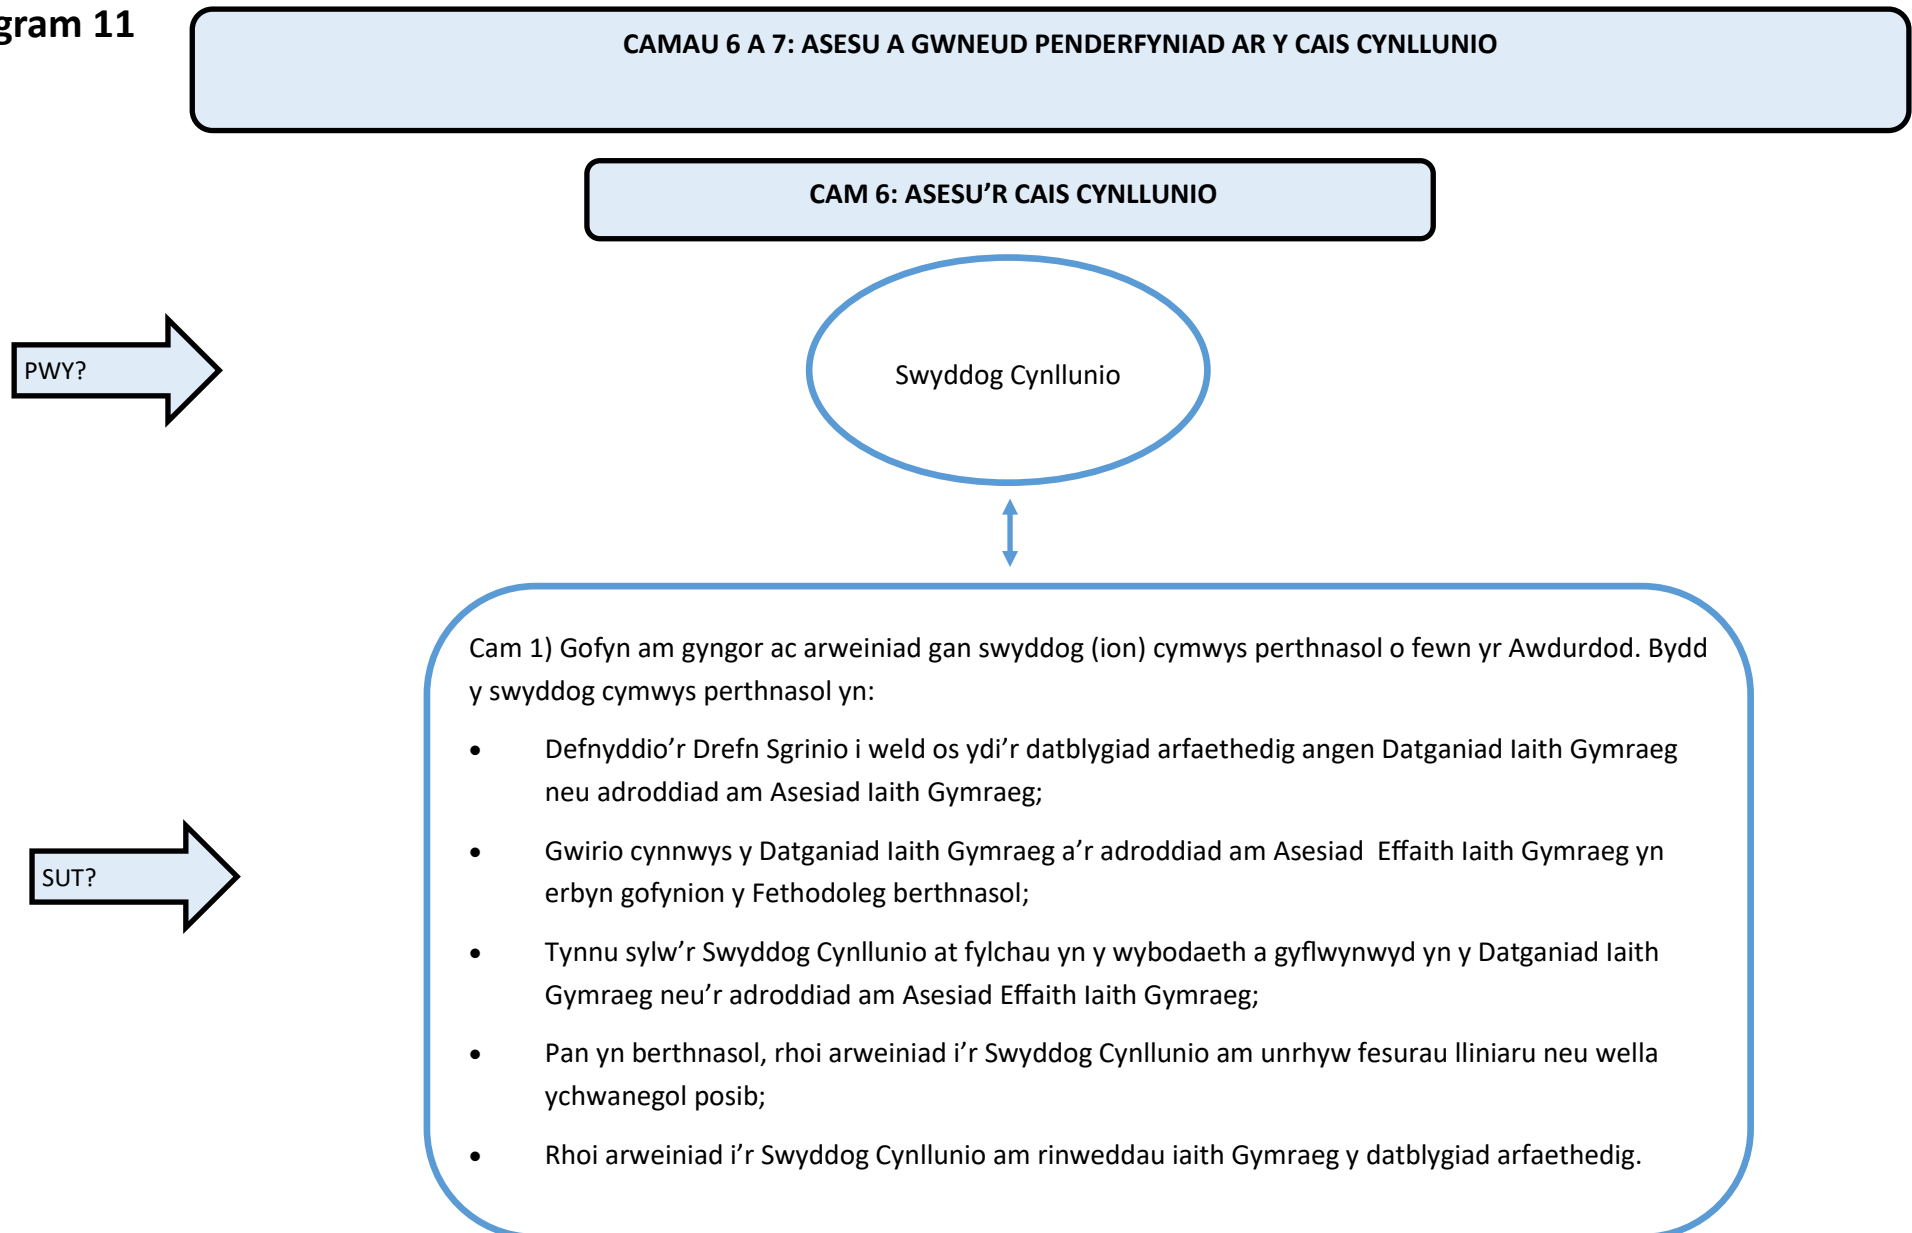 gram 11
CAMAU 6 A 7: ASESU A GWNEUD PENDERFYNIAD AR Y CAIS CYNLLUNIO
CAM 6: ASESU’R CAIS CYNLLUNIO
PWY?
Swyddog Cynllunio
SUT?
Cam 1) Gofyn am gyngor ac arweiniad gan swyddog (ion) cymwys perthnasol o fewn yr Awdurdod. Bydd
y swyddog cymwys perthnasol yn:
• Defnyddio’r Drefn Sgrinio i weld os ydi’r datblygiad arfaethedig angen Datganiad Iaith Gymraeg
neu adroddiad am Asesiad Iaith Gymraeg;
• Gwirio cynnwys y Datganiad Iaith Gymraeg a’r adroddiad am Asesiad Effaith Iaith Gymraeg yn
erbyn gofynion y Fethodoleg berthnasol;
• Tynnu sylw’r Swyddog Cynllunio at fylchau yn y wybodaeth a gyflwynwyd yn y Datganiad Iaith
Gymraeg neu’r adroddiad am Asesiad Effaith Iaith Gymraeg;
• Pan yn berthnasol, rhoi arweiniad i’r Swyddog Cynllunio am unrhyw fesurau lliniaru neu wella
ychwanegol posib;
• Rhoi arweiniad i’r Swyddog Cynllunio am rinweddau iaith Gymraeg y datblygiad arfaethedig.